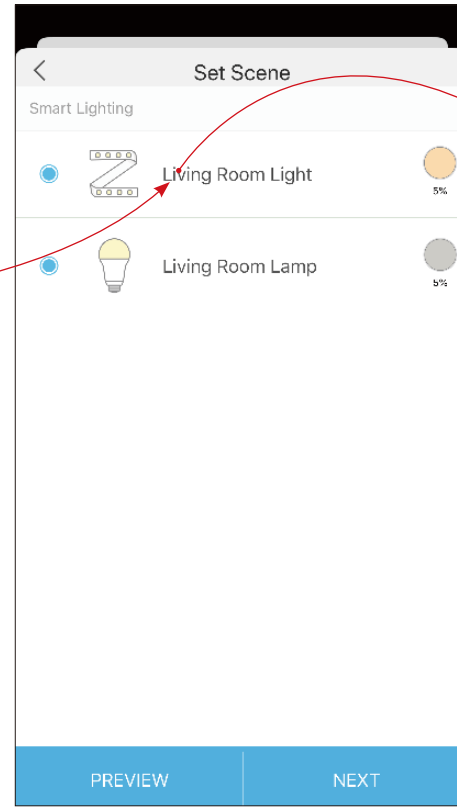 Set Scene
Smart Lighting
Living Room Light
5%
Living Room Lamp
5%
PREVIEW NEXT